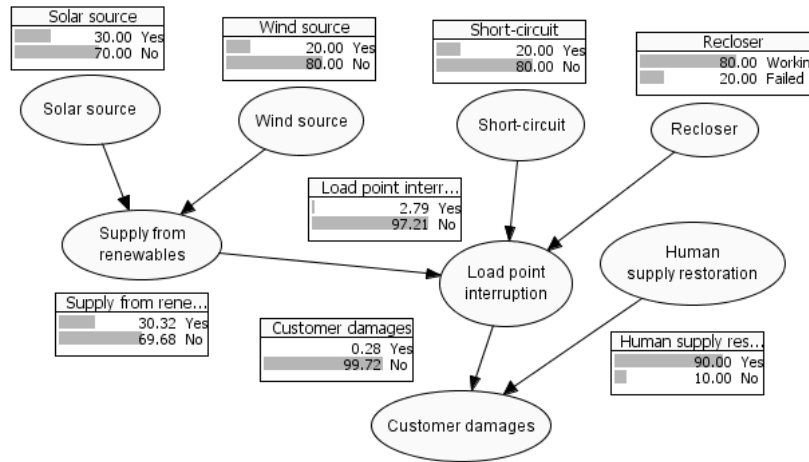 Solar source
30.00 Yes
70.00 No
Wind source
20.00 Yes
80.00 No
Short-circuit
20.00 Yes
80.00 No
Recloser
80.00 Workin
20.00 Failed
Solar source
Wind source
Short-circuit
Recloser
Load point interr...
2.79 Yes
97.21 No
Supply from
renewables
Load point
interruption
Human
supply restoration
Supply from rene...
30.32 Yes
69.68 No
Customer damages
0.28 Yes
99.72 No
Human supply res...
90.00 Yes
10.00 No
Customer damages